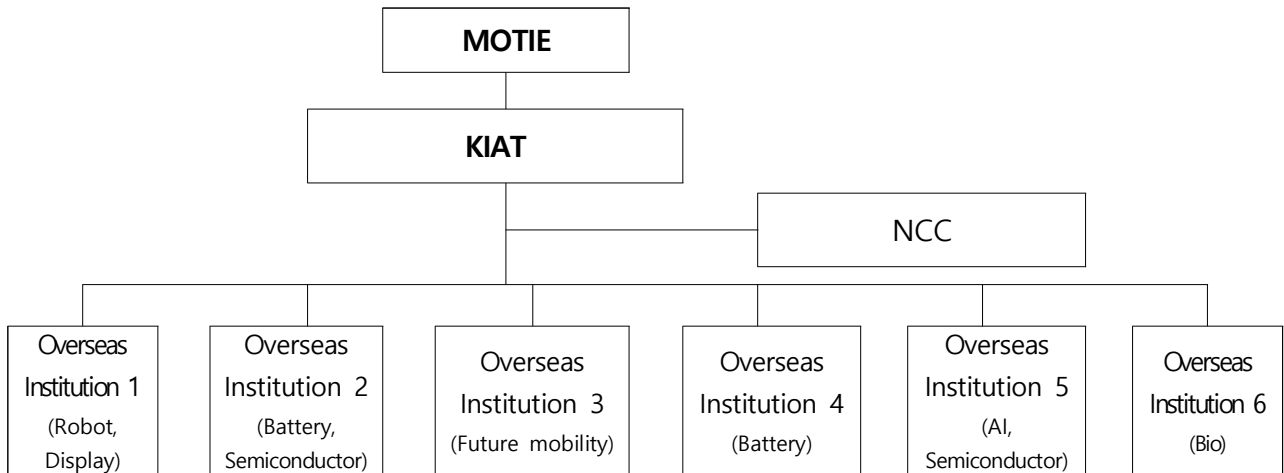 MOTIE
KIAT
NCC
Overseas
Institution 1
(Robot,
Display)
Overseas
Institution 2
(Battery,
Semiconductor)
Overseas
Institution 3
(Future mobility)
Overseas
Institution 4
(Battery)
Overseas
Institution 5
(AI,
Semiconductor)
Overseas
Institution 6
(Bio)